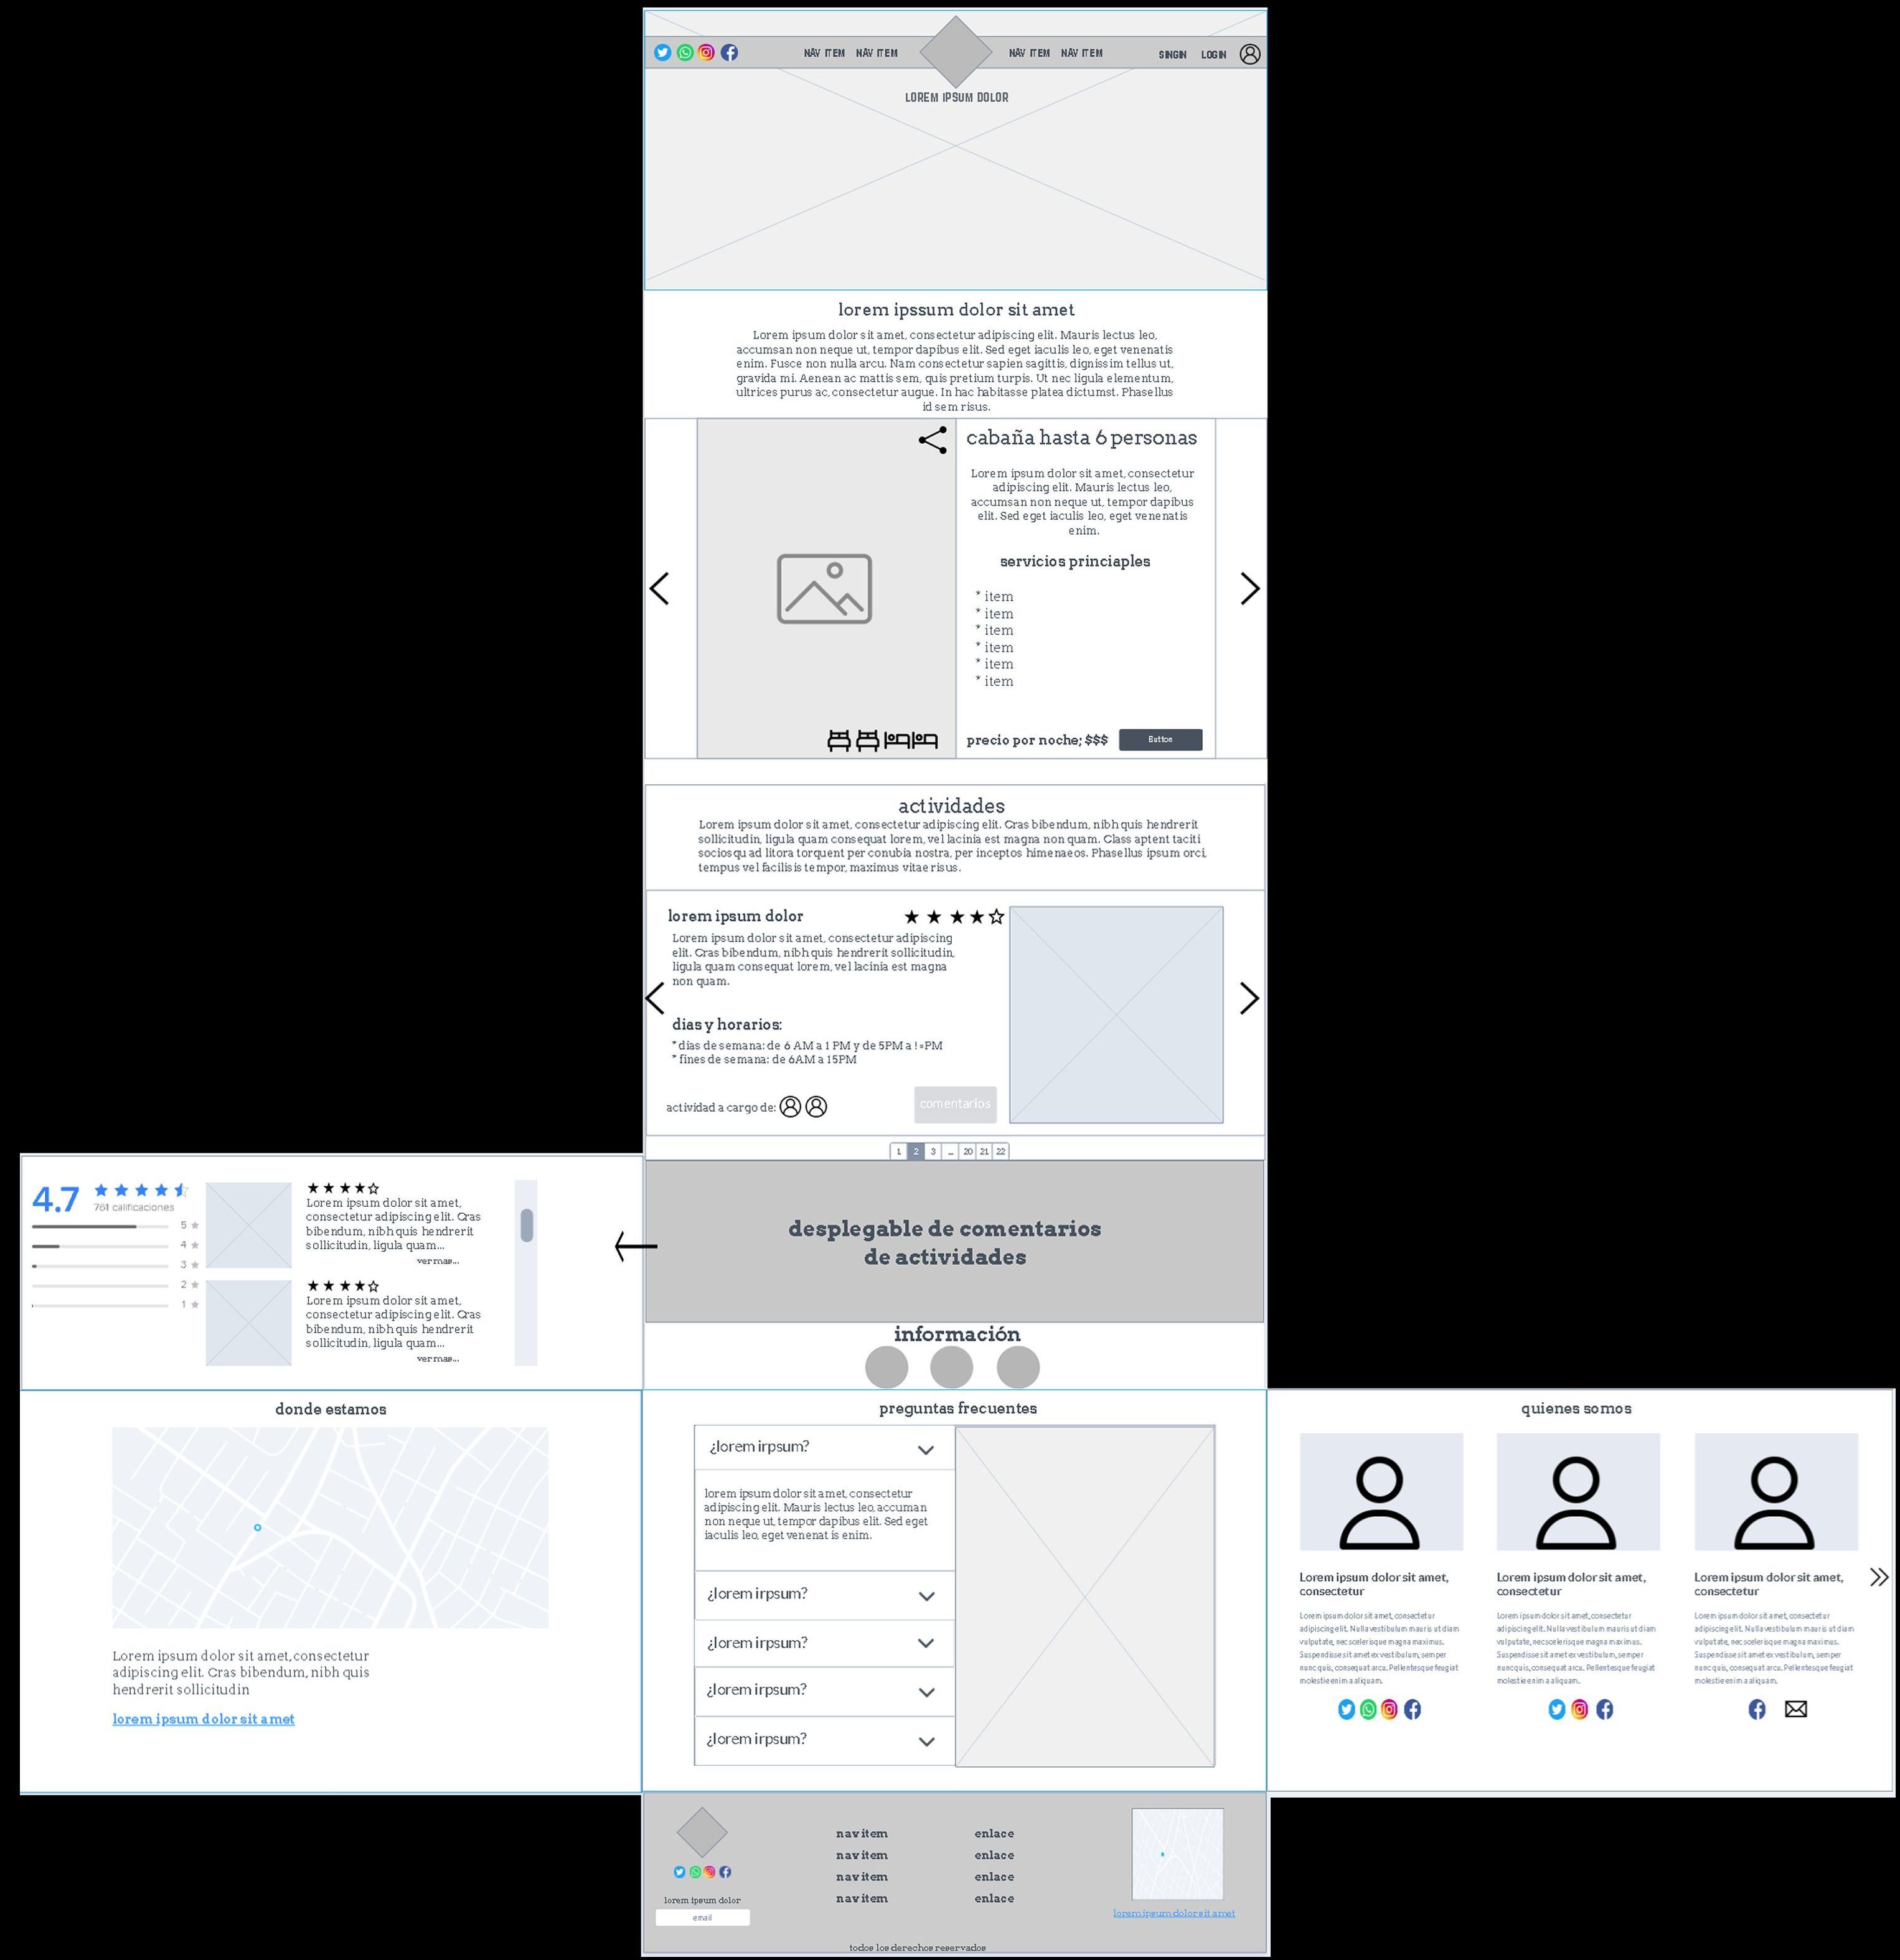 NAV ITEM NAV ITEM NAV ITEM NAV ITEM SINGIN LOGIN
LOREM IPSUM DOLOR
lorem ipssum dolor sit amet
Lorem ipsum dolor sit amet, consectetur adipiscing elit. Mauris lectus leo,
accumsan non neque ut, tempor dapibus elit. Sed eget iaculis leo, eget venenatis
enim. Fusce non nulla arcu. Nam consectetur sapien sagittis, dignissim tellus ut,
gravida mi. Aenean ac mattis sem, quis pretium turpis. Ut nec ligula elementum,
ultrices purus ac, consectetur augue. In hac habitasse platea dictumst. Phasellus
id sem risus.
cabaña hasta 6 personas
Lorem ipsum dolor sit amet, consectetur
adipiscing elit. Mauris lectus leo,
accumsan non neque ut, tempor dapibus
elit. Sed eget iaculis leo, eget venenatis
enim.
servicios princiaples
* item
* item
* item
* item
* item
* item
precio por noche; $$$ Button
actividades
Lorem ipsum dolor sit amet, consectetur adipiscing elit. Cras bibendum, nibh quis hendrerit
sollicitudin, ligula quam consequat lorem, vel lacinia est magna non quam. Class aptent taciti
sociosqu ad litora torquent per conubia nostra, per inceptos himenaeos. Phasellus ipsum orci,
tempus vel facilisis tempor, maximus vitae risus.
lorem ipsum dolor
Lorem ipsum dolor sit amet, consectetur adipiscing
elit. Cras bibendum, nibh quis hendrerit sollicitudin,
ligula quam consequat lorem, vel lacinia est magna
non quam.
dias y horarios:
* dias de semana: de 6 AM a 1 PM y de 5PM a !=PM
* fines de semana: de 6AM a 15PM
actividad a cargo de: comentarios
1 2 3 ... 20 21 22
4.7
761 calificaciones
5
4
3
2
1
Lorem ipsum dolor sit amet,
consectetur adipiscing elit. Cras
bibendum, nibh quis hendrerit
sollicitudin, ligula quam...
ver mas...
Lorem ipsum dolor sit amet,
consectetur adipiscing elit. Cras
bibendum, nibh quis hendrerit
sollicitudin, ligula quam...
ver mas...
desplegable de comentarios
de actividades
información
donde estamos
Lorem ipsum dolor sit amet, consectetur
adipiscing elit. Cras bibendum, nibh quis
hendrerit sollicitudin
lorem ipsum dolor sit amet
preguntas frecuentes
¿lorem irpsum?
lorem ipsum dolor sit amet, consectetur
adipiscing elit. Mauris lectus leo, accuman
non neque ut, tempor dapibus elit. Sed eget
iaculis leo, eget venenat is enim.
¿lorem irpsum?
¿lorem irpsum?
¿lorem irpsum?
¿lorem irpsum?
quienes somos
Lorem ipsum dolor sit amet,
consectetur
Lorem ipsum dolor sit amet, consectetur
adipiscing elit. Nulla vestibulum mauris ut diam
vulputate, nec scelerisque magna maximus.
Suspendisse sit amet ex vestibulum, semper
nunc quis, consequat arcu. Pellentesque feugiat
molestie enim a aliquam.
Lorem ipsum dolor sit amet,
consectetur
Lorem ipsum dolor sit amet, consectetur
adipiscing elit. Nulla vestibulum mauris ut diam
vulputate, nec scelerisque magna maximus.
Suspendisse sit amet ex vestibulum, semper
nunc quis, consequat arcu. Pellentesque feugiat
molestie enim a aliquam.
Lorem ipsum dolor sit amet,
consectetur
Lorem ipsum dolor sit amet, consectetur
adipiscing elit. Nulla vestibulum mauris ut diam
vulputate, nec scelerisque magna maximus.
Suspendisse sit amet ex vestibulum, semper
nunc quis, consequat arcu. Pellentesque feugiat
molestie enim a aliquam.
lorem ipsum dolor
email
nav item
nav item
nav item
nav item
enlace
enlace
enlace
enlace
lorem ipsum dolor sit amet
todos los derechos reservados